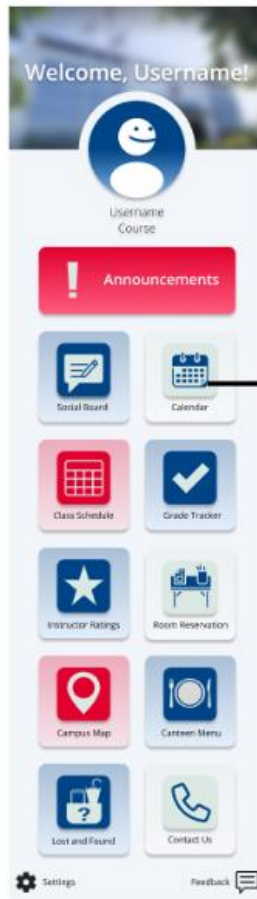 Welcome, Username!
Username
Course
! Announcements
Social Board
Calendar
Class Schedule
Grade Tracker
Instructor Ratings
Room Reservation
Campus Map
Canteen Menu
?
Lost and Found
Contact Us
Settings
Feedback